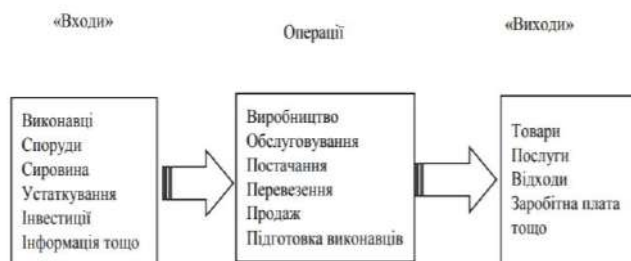 «Входи»
Операції
«Виходи»
Виконавці
Споруди
Сировина
Устаткування
Інвестиції
Інформація тощо
Виробництво
Обслуговування
Постачання
Перевезення
Продаж
Підготовка виконавців
Товари
Послуги
Відходи
Заробітна плата
тощо